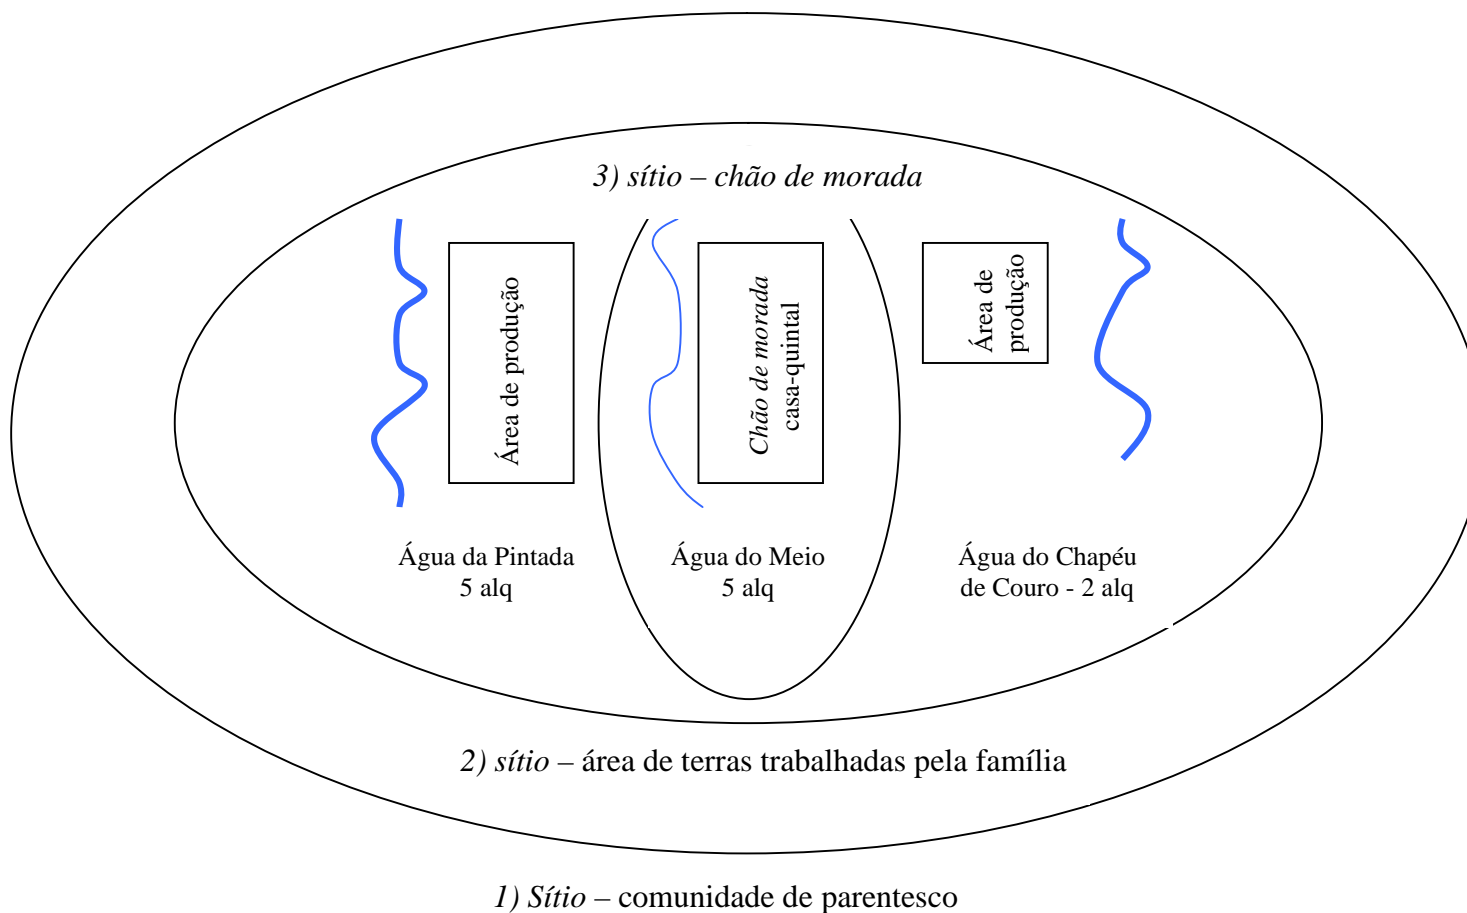 3) sítio – chão de morada
Área de produção
Chão de morada
casa-quintal
Área de
produção
Água da Pintada
5 alq
Água do Meio
5 alq
Água do Chapéu
de Couro - 2 alq
2) sítio – área de terras trabalhadas pela família
1) Sítio – comunidade de parentesco